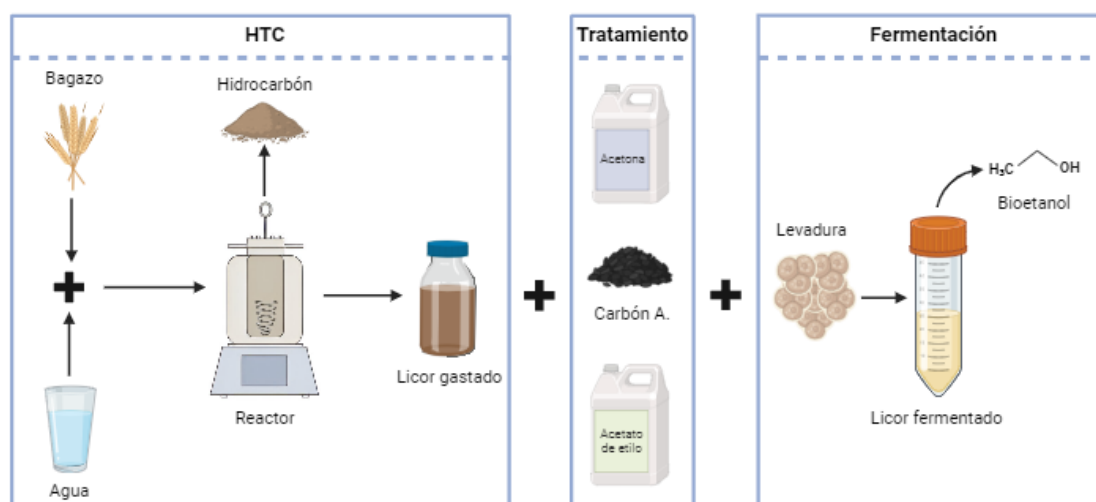 HTC
Bagazo
Hidrocarbón
Reactor
Licor gastado
Agua
Tratamiento
Acetona
Carbón A.
Acetato
de etilo
Fermentación
Levadura
H₃C
OH
Bioetanol
Licor fermentado